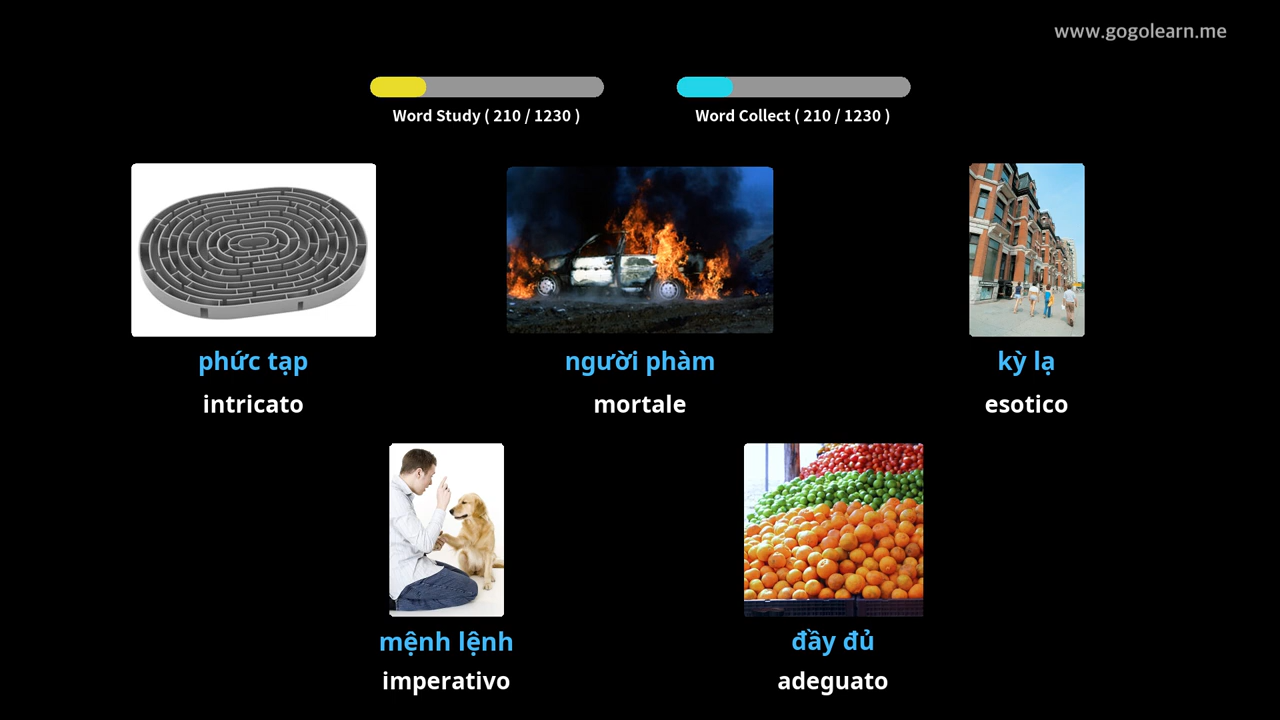 www.gogolearn.me
Word Study ( 210 / 1230 )
Word Collect ( 210 / 1230 )
phức tạp
intricato
người phàm
mortale
kỳ lạ
esotico
mệnh lệnh
imperativo
đầy đủ
adeguato